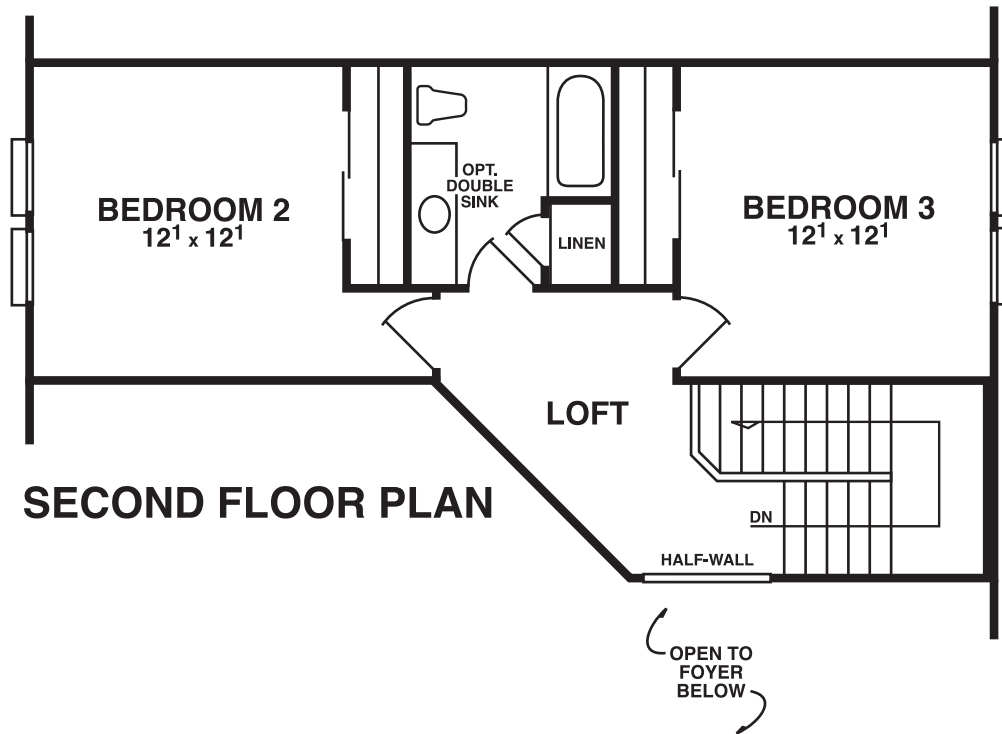 BEDROOM 2
12¹ x 12¹
OPT.
DOUBLE
SINK
LINEN
BEDROOM 3
12¹ x 12¹
LOFT
SECOND FLOOR PLAN
DN
HALF-WALL
OPEN TO
FOYER
BELOW